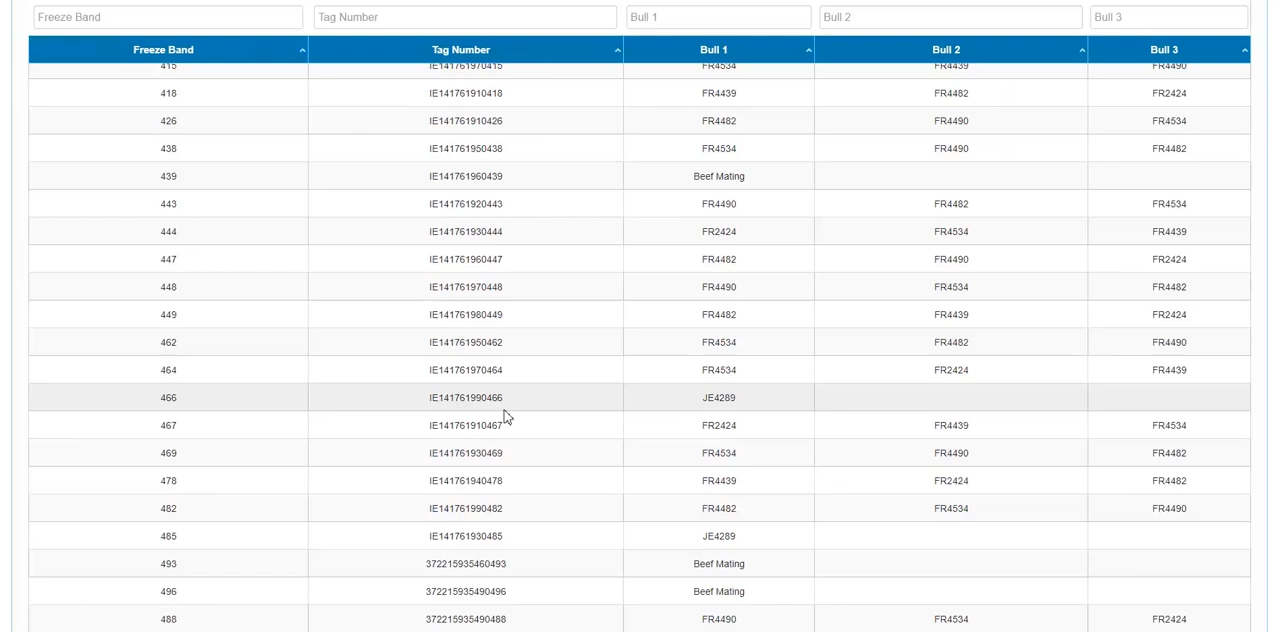 Freeze Band Tag Number Bull 1 Bull 2 Bull 3
Freeze Band Tag Number Bull 1 Bull 2 Bull 3
415 IE141761970415 FR4534 FR4439 FR4490
418 IE141761910418 FR4439 FR4482 FR2424
426 IE141761910426 FR4482 FR4490 FR4534
438 IE141761950438 FR4534 FR4490 FR4482
439 IE141761960439 Beef Mating
443 IE141761920443 FR4490 FR4482 FR4534
444 IE141761930444 FR2424 FR4534 FR4439
447 IE141761960447 FR4482 FR4490 FR2424
448 IE141761970448 FR4490 FR4534 FR4482
449 IE141761980449 FR4482 FR4439 FR2424
462 IE141761950462 FR4534 FR4482 FR4490
464 IE141761970464 FR4534 FR2424 FR4439
466 IE141761990466 JE4289
467 IE141761910467 FR2424 FR4439 FR4534
469 IE141761930469 FR4534 FR4490 FR4482
478 IE141761940478 FR4439 FR2424 FR4482
482 IE141761990482 FR4482 FR4534 FR4490
485 IE141761930485 JE4289
493 372215935460493 Beef Mating
496 372215935490496 Beef Mating
488 372215935490488 FR4490 FR4534 FR2424